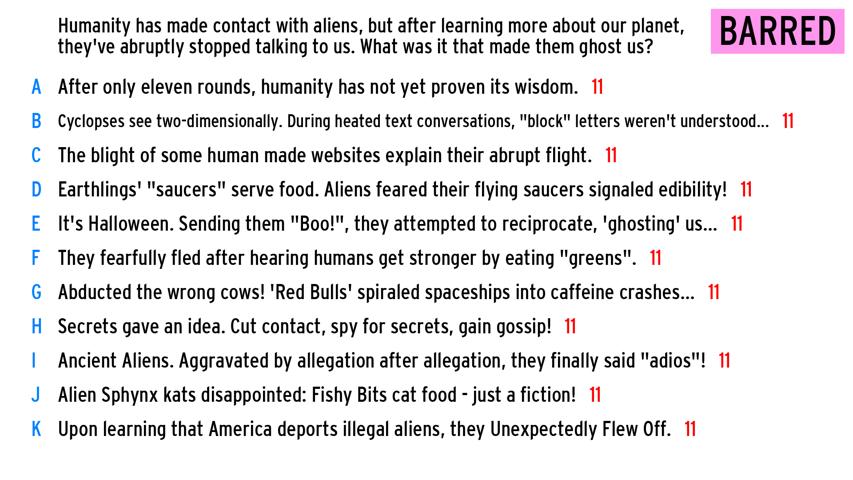 Humanity has made contact with aliens, but after learning more about our planet,
they've abruptly stopped talking to us. What was it that made them ghost us?
BARRED
A After only eleven rounds, humanity has not yet proven its wisdom. 11
B Cyclopses see two-dimensionally. During heated text conversations, "block" letters weren't understood... 11
C The blight of some human made websites explain their abrupt flight. 11
D Earthlings' "saucers" serve food. Aliens feared their flying saucers signaled edibility! 11
E It's Halloween. Sending them "Boo!", they attempted to reciprocate, 'ghosting' us... 11
F They fearfully fled after hearing humans get stronger by eating "greens". 11
G Abducted the wrong cows! 'Red Bulls' spiraled spaceships into caffeine crashes... 11
H Secrets gave an idea. Cut contact, spy for secrets, gain gossip! 11
I Ancient Aliens. Aggravated by allegation after allegation, they finally said "adios"! 11
J Alien Sphynx kats disappointed: Fishy Bits cat food - just a fiction! 11
K Upon learning that America deports illegal aliens, they Unexpectedly Flew Off. 11